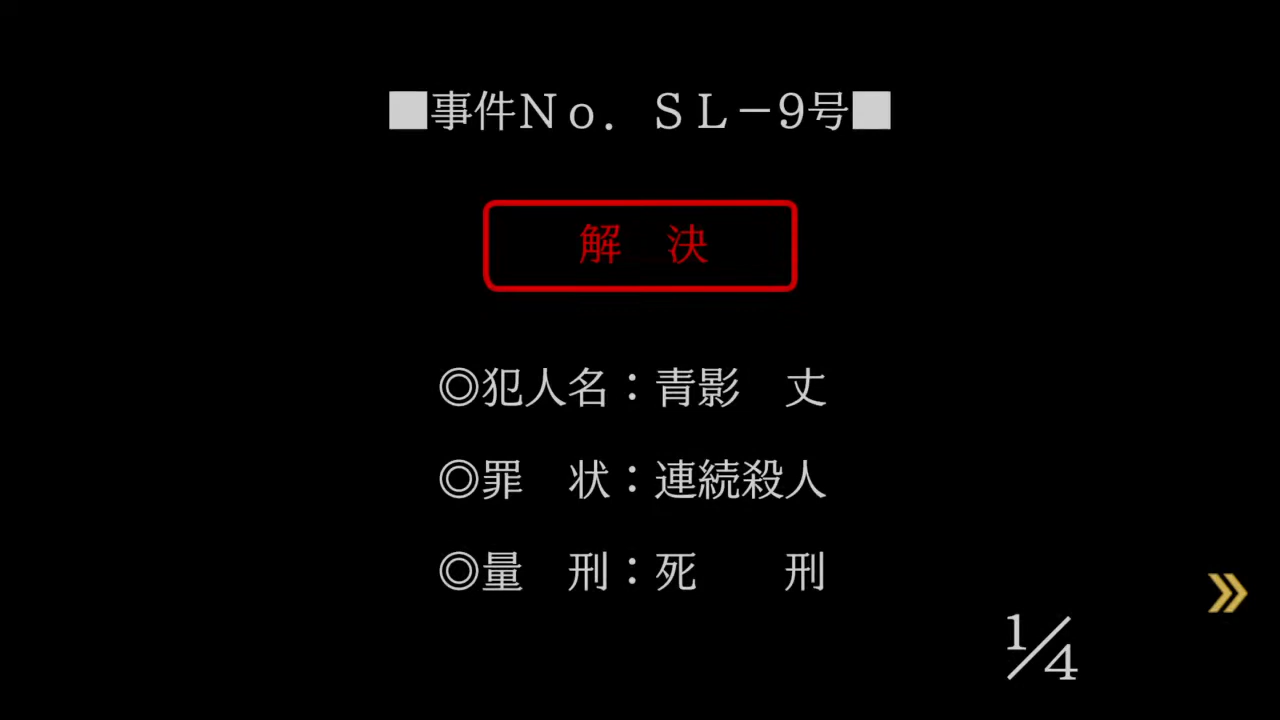 ■事件Ｎｏ．ＳＬ－９号■
解　決
◎犯人名：青影　丈
◎罪　状：連続殺人
◎量　刑：死　　刑
1/4